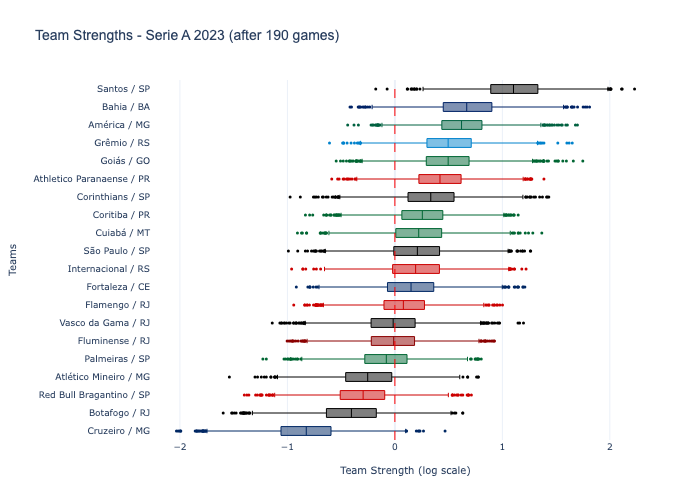 Team Strengths - Serie A 2023 (after 190 games)
Santos / SP
Bahia / BA
América / MG
Grêmio / RS
Goiás / GO
Athletico Paranaense / PR
Corinthians / SP
Coritiba / PR
Cuiabá / MT
São Paulo / SP
Internacional / RS
Fortaleza / CE
Flamengo / RJ
Vasco da Gama / RJ
Fluminense / RJ
Palmeiras / SP
Atlético Mineiro / MG
Red Bull Bragantino / SP
Botafogo / RJ
Cruzeiro / MG
Teams
−2 −1 0 1 2
Team Strength (log scale)